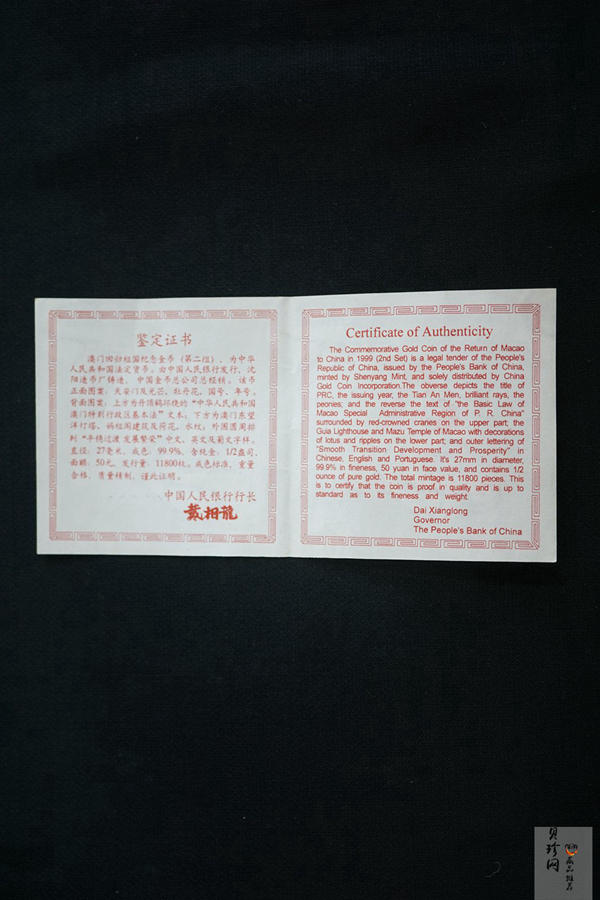 鉴定证书
澳门回归祖国纪念金币(第二组),为中华
人民共和国法定货币。由中国人民银行发行,沈
阳造币厂铸造,中国金币总公司总经销。该币
正面图案:天安门及光芒,牡丹花,国号、年号。
背面图案:上方为丹顶鹤环绕的“中华人民共和国
澳门特别行政区基本法”文本,下方为澳门东望
洋灯塔、妈祖阁建筑及荷花、水纹,外围圆周排
列“平稳过渡 发展繁荣”中文、英文及葡文字样。
直径:27毫米,成色:99.9%,含纯金:1/2盎司,
面额:50元,发行量:11800枚。成色标准,重量
合格,质量精制,谨此证明。
中国人民银行行长
戴相龍
Certificate of Authenticity
The Commemorative Gold Coin of the Return of Macao
to China in 1999 (2nd Set) is a legal tender of the People's
Republic of China, issued by the People's Bank of China,
minted by Shenyang Mint, and solely distributed by China
Gold Coin Incorporation.The obverse depicts the title of
PRC, the issuing year, the Tian An Men, brilliant rays, the
peonies; and the reverse the text of "the Basic Law of
Macao Special Administrative Region of P. R. China"
surrounded by red-crowned cranes on the upper part; the
Guia Lighthouse and Mazu Temple of Macao with decorations
of lotus and ripples on the lower part; and outer lettering of
"Smooth Transition Development and Prosperity" in
Chinese, English and Portuguese. It's 27mm in diameter,
99.9% in fineness, 50 yuan in face value, and contains 1/2
ounce of pure gold. The total mintage is 11800 pieces. This
is to certify that the coin is proof in quality and is up to
standard as to its fineness and weight.
Dai Xianglong
Governor
The People's Bank of China
贝珍网
藏品推荐